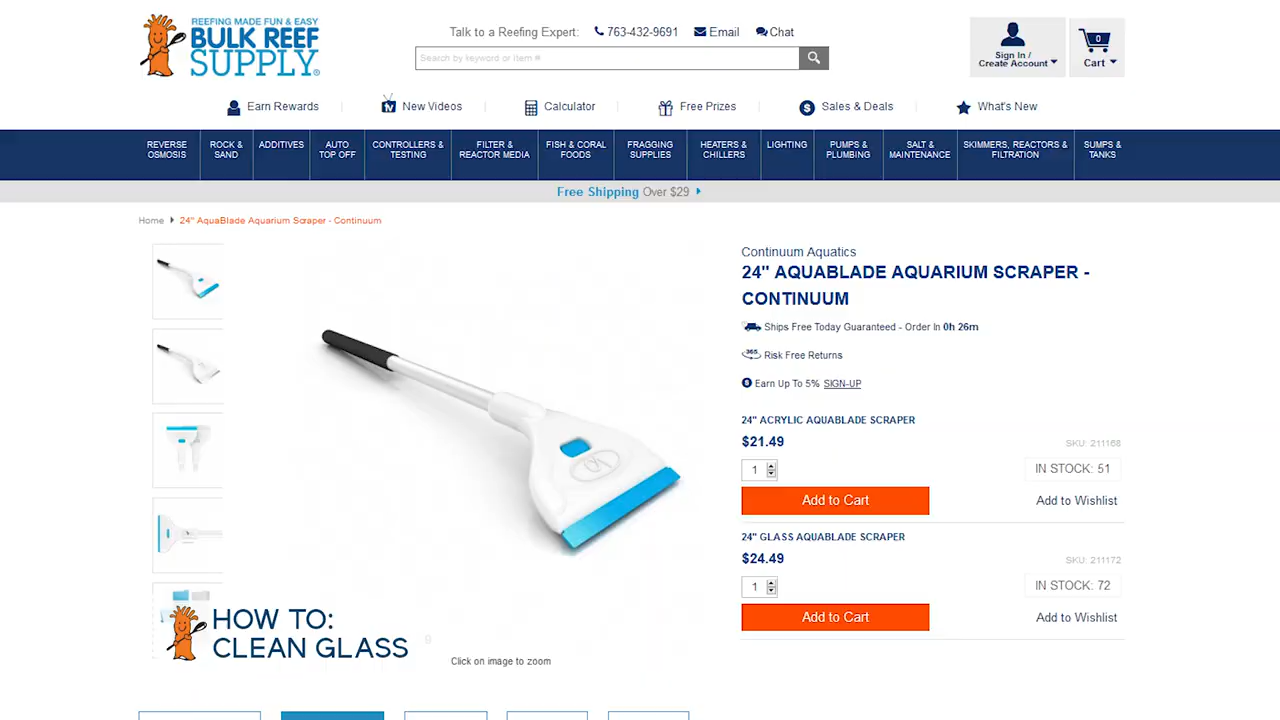 REEFING MADE FUN & EASY
BULK REEF
SUPPLY
Talk to a Reefing Expert: 763-432-9691 Email Chat
Search by keyword or item #
Sign In /
Create Account
0
Cart
Earn Rewards
TV
New Videos
Calculator
Free Prizes
$
Sales & Deals
What's New
REVERSE
OSMOSIS
ROCK &
SAND
ADDITIVES
AUTO
TOP OFF
CONTROLLERS &
TESTING
FILTER &
REACTOR MEDIA
FISH & CORAL
FOODS
FRAGGING
SUPPLIES
HEATERS &
CHILLERS
LIGHTING
PUMPS &
PLUMBING
SALT &
MAINTENANCE
SKIMMERS, REACTORS &
FILTRATION
SUMPS &
TANKS
Free Shipping Over $29
Home 24" AquaBlade Aquarium Scraper - Continuum
Continuum Aquatics
24" AQUABLADE AQUARIUM SCRAPER -
CONTINUUM
Ships Free Today Guaranteed - Order In 0h 26m
365 Risk Free Returns
Earn Up To 5% SIGN-UP
24" ACRYLIC AQUABLADE SCRAPER
$21.49
SKU: 211168
1
IN STOCK: 51
Add to Cart
Add to Wishlist
24" GLASS AQUABLADE SCRAPER
$24.49
SKU: 211172
1
IN STOCK: 72
Add to Cart
Add to Wishlist
HOW TO:
CLEAN GLASS
Click on image to zoom